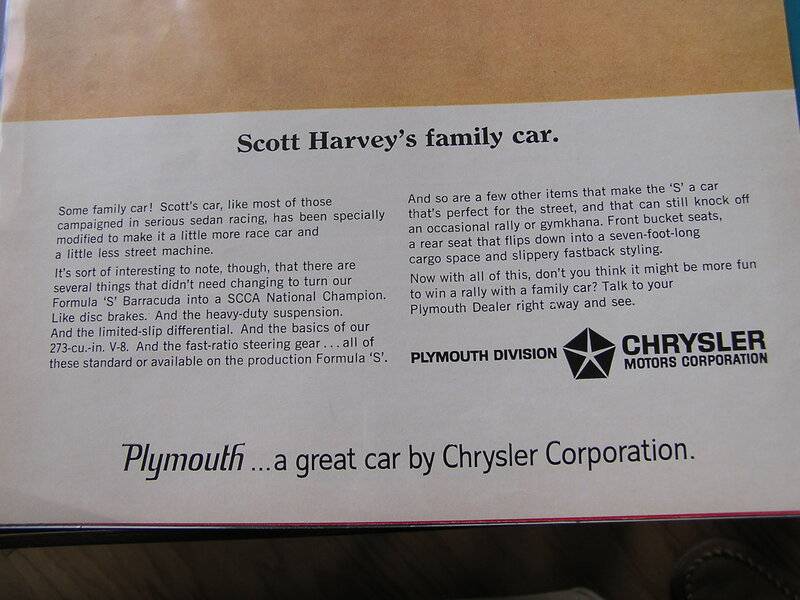 Scott Harvey's family car.
Some family car! Scott's car, like most of those
campaigned in serious sedan racing, has been specially
modified to make it a little more race car and
a little less street machine.
It's sort of interesting to note, though, that there are
several things that didn't need changing to turn our
Formula 'S' Barracuda into a SCCA National Champion.
Like disc brakes. And the heavy-duty suspension.
And the limited-slip differential. And the basics of our
273-cu.-in. V-8. And the fast-ratio steering gear...all of
these standard or available on the production Formula 'S'.
And so are a few other items that make the 'S' a car
that's perfect for the street, and that can still knock off
an occasional rally or gymkhana. Front bucket seats,
a rear seat that flips down into a seven-foot-long
cargo space and slippery fastback styling.
Now with all of this, don't you think it might be more fun
to win a rally with a family car? Talk to your
Plymouth Dealer right away and see.
PLYMOUTH DIVISION CHRYSLER
MOTORS CORPORATION
Plymouth ...a great car by Chrysler Corporation.